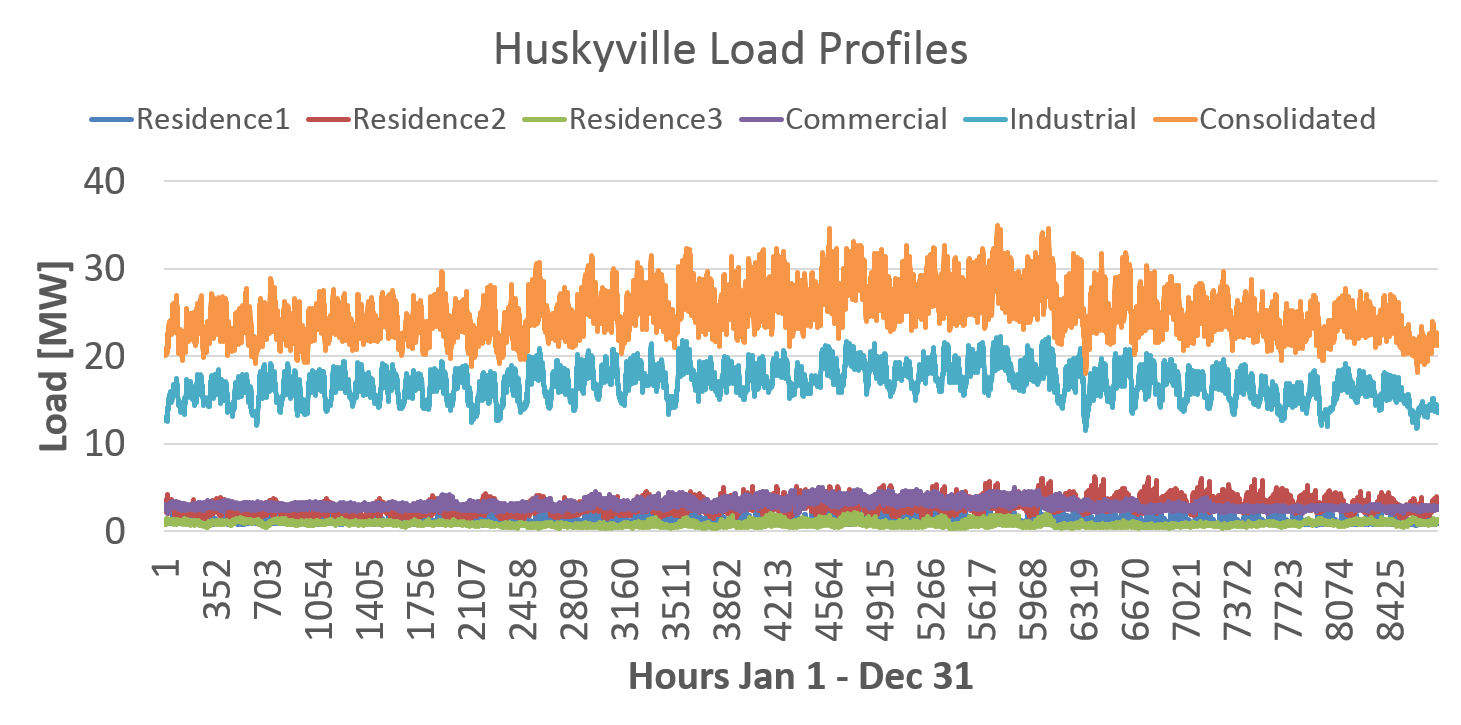 Huskyville Load Profiles
Residence1 Residence2 Residence3 Commercial Industrial Consolidated
40
30
20
10
0
Load [MW]
1 352 703 1054 1405 1756 2107 2458 2809 3160 3511 3862 4213 4564 4915 5266 5617 5968 6319 6670 7021 7372 7723 8074 8425
Hours Jan 1 - Dec 31